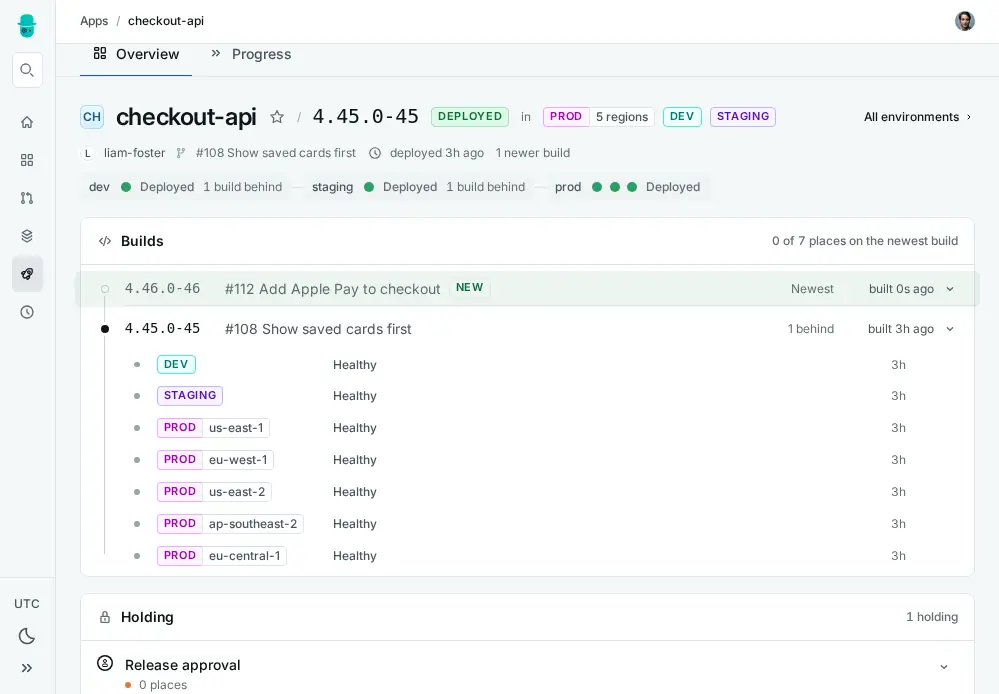 Apps / checkout-api
Overview Progress
CH checkout-api / 4.45.0-45 DEPLOYED in PROD 5 regions DEV STAGING All environments
L liam-foster #108 Show saved cards first deployed 3h ago 1 newer build
dev Deployed 1 build behind staging Deployed 1 build behind prod Deployed
Builds 0 of 7 places on the newest build
4.46.0-46 #112 Add Apple Pay to checkout NEW Newest built 0s ago
4.45.0-45 #108 Show saved cards first 1 behind built 3h ago
DEV Healthy 3h
STAGING Healthy 3h
PROD us-east-1 Healthy 3h
PROD eu-west-1 Healthy 3h
PROD us-east-2 Healthy 3h
PROD ap-southeast-2 Healthy 3h
PROD eu-central-1 Healthy 3h
UTC
Holding 1 holding
Release approval
0 places